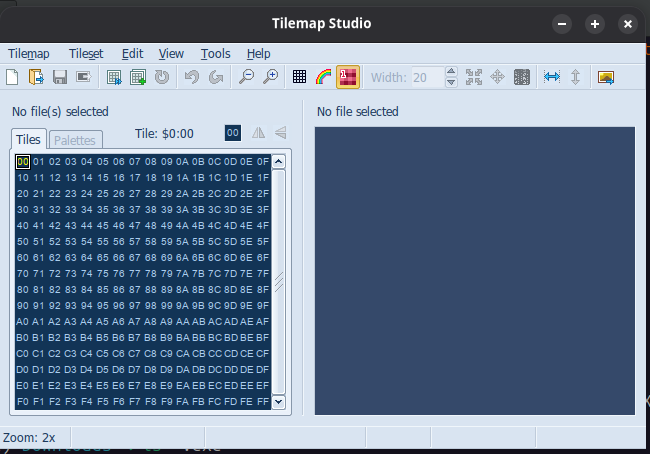 Tilemap Studio
Tilemap Tileset Edit View Tools Help
1 Width: 20
No file(s) selected
No file selected
Tiles Palettes Tile: $0:00 00
00 01 02 03 04 05 06 07 08 09 0A 0B 0C 0D 0E 0F
10 11 12 13 14 15 16 17 18 19 1A 1B 1C 1D 1E 1F
20 21 22 23 24 25 26 27 28 29 2A 2B 2C 2D 2E 2F
30 31 32 33 34 35 36 37 38 39 3A 3B 3C 3D 3E 3F
40 41 42 43 44 45 46 47 48 49 4A 4B 4C 4D 4E 4F
50 51 52 53 54 55 56 57 58 59 5A 5B 5C 5D 5E 5F
60 61 62 63 64 65 66 67 68 69 6A 6B 6C 6D 6E 6F
70 71 72 73 74 75 76 77 78 79 7A 7B 7C 7D 7E 7F
80 81 82 83 84 85 86 87 88 89 8A 8B 8C 8D 8E 8F
90 91 92 93 94 95 96 97 98 99 9A 9B 9C 9D 9E 9F
A0 A1 A2 A3 A4 A5 A6 A7 A8 A9 AA AB AC AD AE AF
B0 B1 B2 B3 B4 B5 B6 B7 B8 B9 BA BB BC BD BE BF
C0 C1 C2 C3 C4 C5 C6 C7 C8 C9 CA CB CC CD CE CF
D0 D1 D2 D3 D4 D5 D6 D7 D8 D9 DA DB DC DD DE DF
E0 E1 E2 E3 E4 E5 E6 E7 E8 E9 EA EB EC ED EE EF
F0 F1 F2 F3 F4 F5 F6 F7 F8 F9 FA FB FC FD FE FF
Zoom: 2x